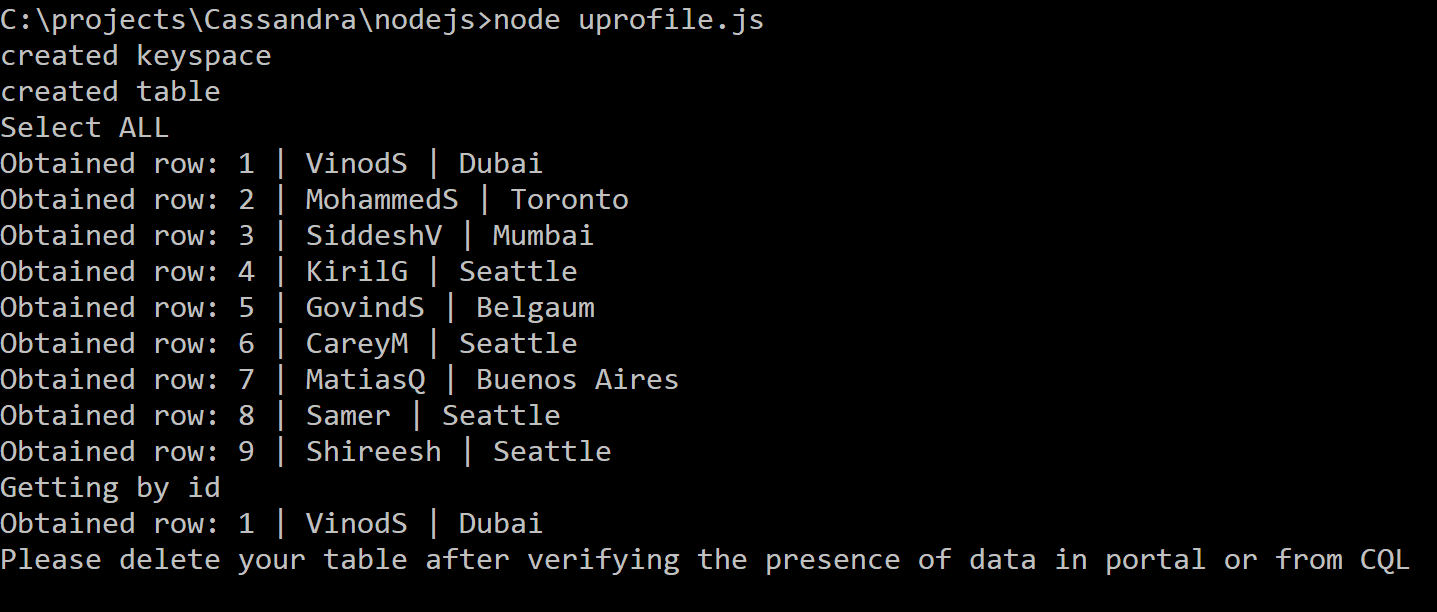 C:\projects\Cassandra\nodejs>node uprofile.js
created keyspace
created table
Select ALL
Obtained row: 1 | VinodS | Dubai
Obtained row: 2 | MohammedS | Toronto
Obtained row: 3 | SiddeshV | Mumbai
Obtained row: 4 | KirilG | Seattle
Obtained row: 5 | GovindS | Belgaum
Obtained row: 6 | CareyM | Seattle
Obtained row: 7 | MatiasQ | Buenos Aires
Obtained row: 8 | Samer | Seattle
Obtained row: 9 | Shireesh | Seattle
Getting by id
Obtained row: 1 | VinodS | Dubai
Please delete your table after verifying the presence of data in portal or from CQL